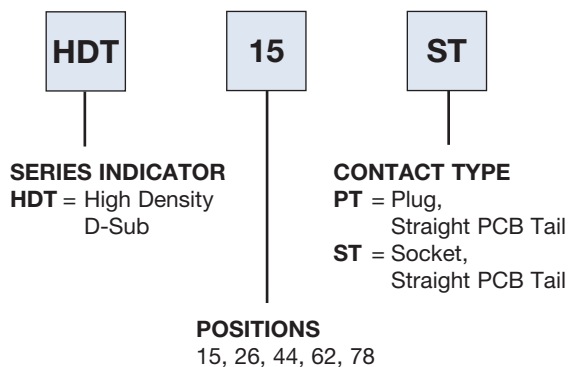 HDT
15
ST
SERIES INDICATOR
HDT = High Density
D-Sub
CONTACT TYPE
PT = Plug,
Straight PCB Tail
ST = Socket,
Straight PCB Tail
POSITIONS
15, 26, 44, 62, 78